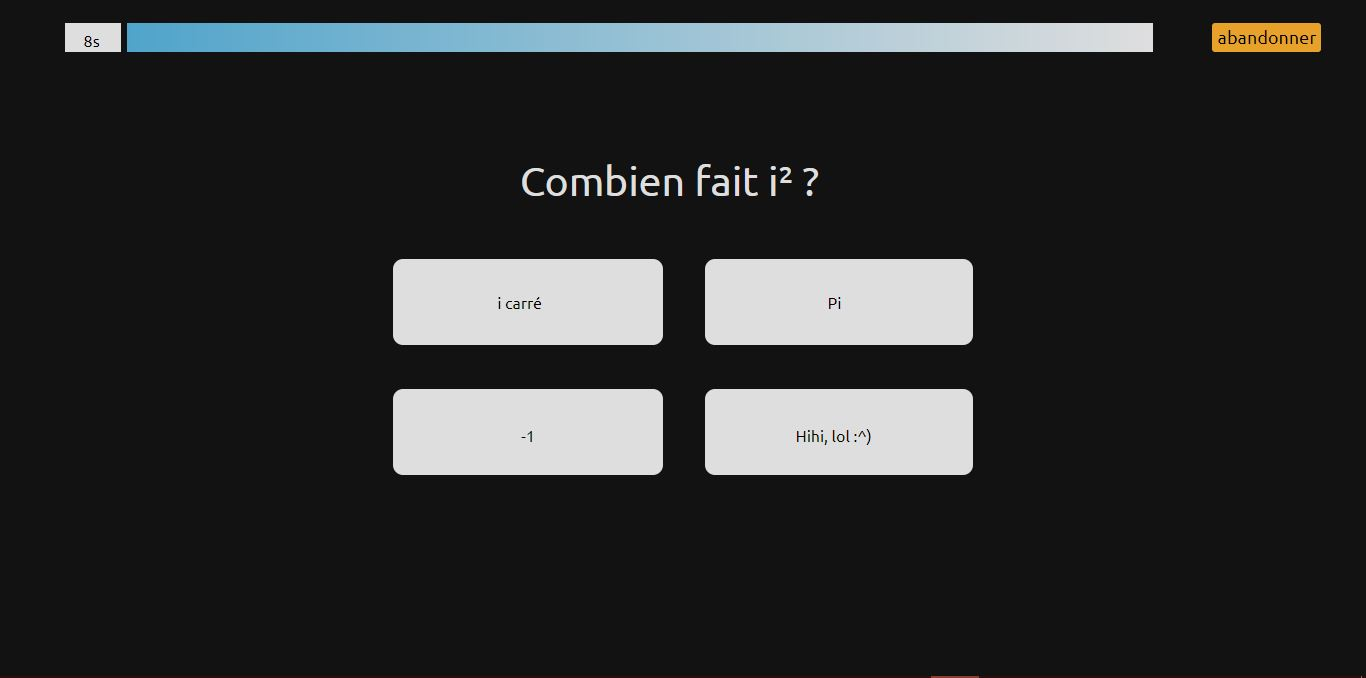 8s
abandonner
Combien fait i² ?
i carré
Pi
-1
Hihi, lol :^)